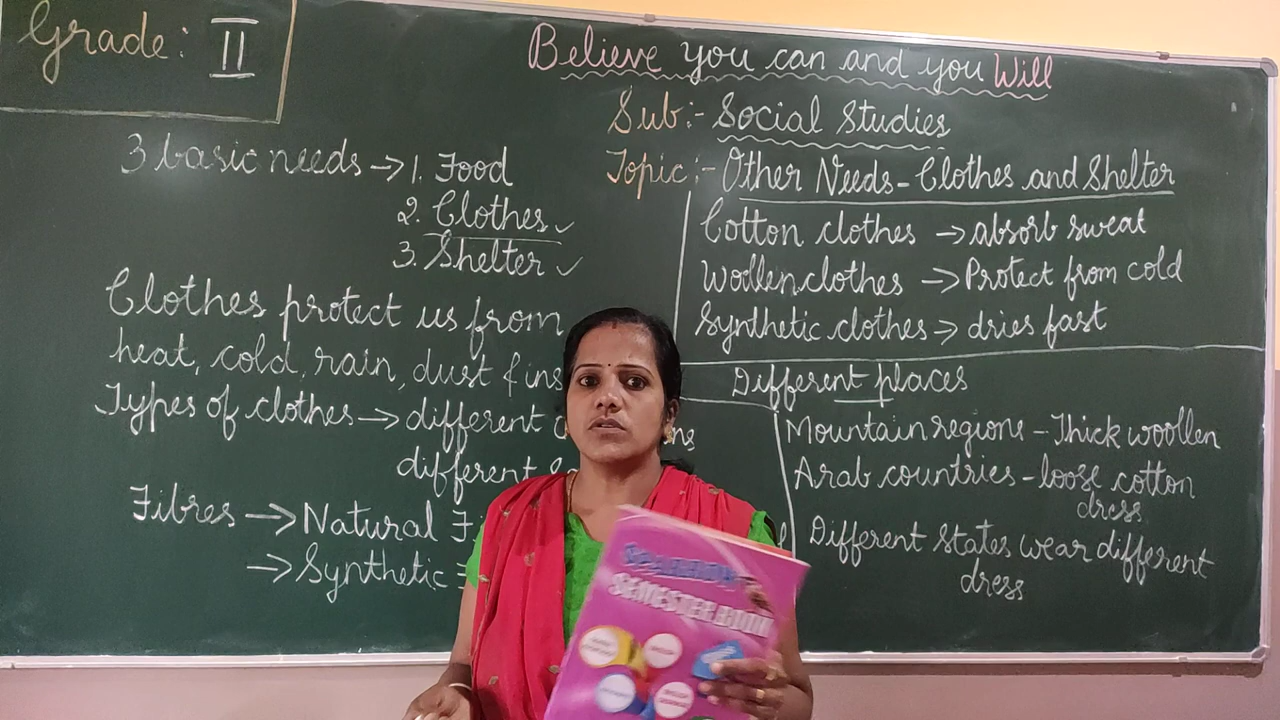 Grade: II
Believe you can and you Will
Sub:- Social Studies
Topic:- Other Needs - Clothes and Shelter
3 basic needs → 1. Food
2. Clothes ✓
3. Shelter ✓
Clothes protect us from
heat, cold, rain, dust & ins
Types of clothes → different
different
Fibres → Natural
→ Synthetic
Cotton clothes → absorb sweat
Woollen clothes → Protect from cold
Synthetic clothes → dries fast
Different places
Mountain regions - Thick woollen
Arab countries - loose cotton
dress
Different States wear different
dress
SEMESTER BOOK